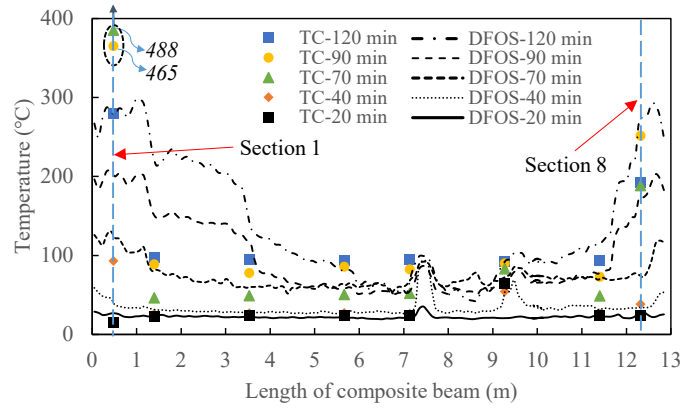 400
488
465
TC-120 min
DFOS-120 min
TC-90 min
DFOS-90 min
TC-70 min
DFOS-70 min
300
TC-40 min
DFOS-40 min
TC-20 min
DFOS-20 min
Section 1
Section 8
200
100
0
Temperature (℃)
0 1 2 3 4 5 6 7 8 9 10 11 12 13
Length of composite beam (m)